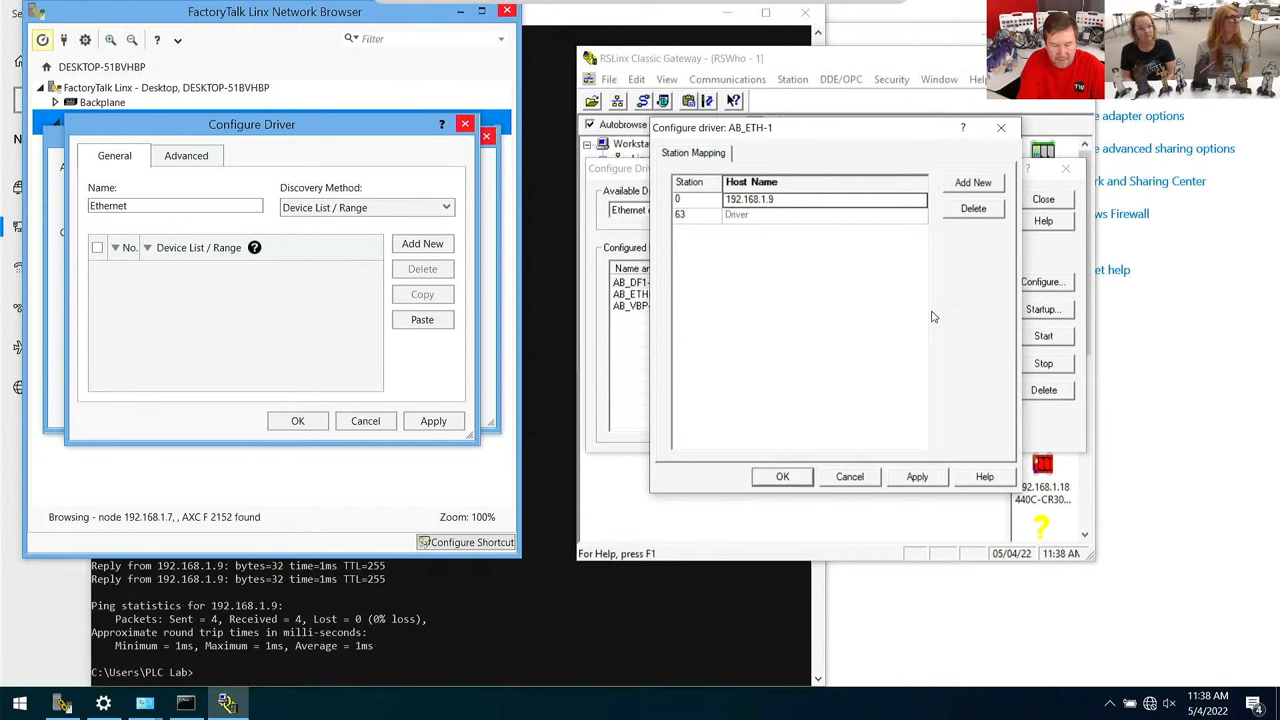 FactoryTalk Linx Network Browser
Filter
DESKTOP-51BVHBP
FactoryTalk Linx - Desktop, DESKTOP-51BVHBP
Backplane
Configure Driver
General
Advanced
Name:
Discovery Method:
Ethernet
Device List / Range
No.
Device List / Range
Add New
Delete
Copy
Paste
OK
Cancel
Apply
Browsing - node 192.168.1.7, , AXC F 2152 found
Zoom: 100%
Configure Shortcut
Reply from 192.168.1.9: bytes=32 time=1ms TTL=255
Reply from 192.168.1.9: bytes=32 time=1ms TTL=255
Ping statistics for 192.168.1.9:
Packets: Sent = 4, Received = 4, Lost = 0 (0% loss),
Approximate round trip times in milli-seconds:
Minimum = 1ms, Maximum = 1ms, Average = 1ms
C:\Users\PLC Lab>
RSLinx Classic Gateway - [RSWho - 1]
File Edit View Communications Station DDE/OPC Security Window Help
Autobrowse
Configure driver: AB_ETH-1
Station Mapping
Station
Host Name
0
192.168.1.9
63
Driver
Add New
Delete
OK
Cancel
Apply
Help
Available D
Ethernet
Configured
Name an
AB_DF1-
AB_ETH
AB_VBP
Close
Help
Configure...
Startup...
Start
Stop
Delete
92.168.1.18
440C-CR30...
For Help, press F1
05/04/22
11:38 AM
e adapter options
e advanced sharing options
rk and Sharing Center
ws Firewall
et help
TW
11:38 AM
5/4/2022
4